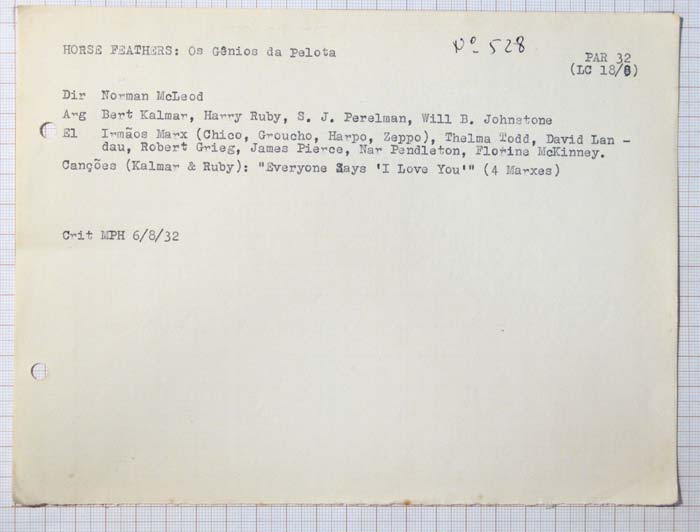 HORSE FEATHERS: Os Gênios da Pelota
Nº 528
PAR 32
(LC 18/8)
Dir Norman McLeod
Arg Bert Kalmar, Harry Ruby, S. J. Perelman, Will B. Johnstone
El Irmãos Marx (Chico, Groucho, Harpo, Zeppo), Thelma Todd, David Lan -
dau, Robert Grieg, James Pierce, Nar Pendleton, Florine McKinney.
Canções (Kalmar & Ruby): "Everyone Says 'I Love You'" (4 Marxes)
Crit MPH 6/8/32